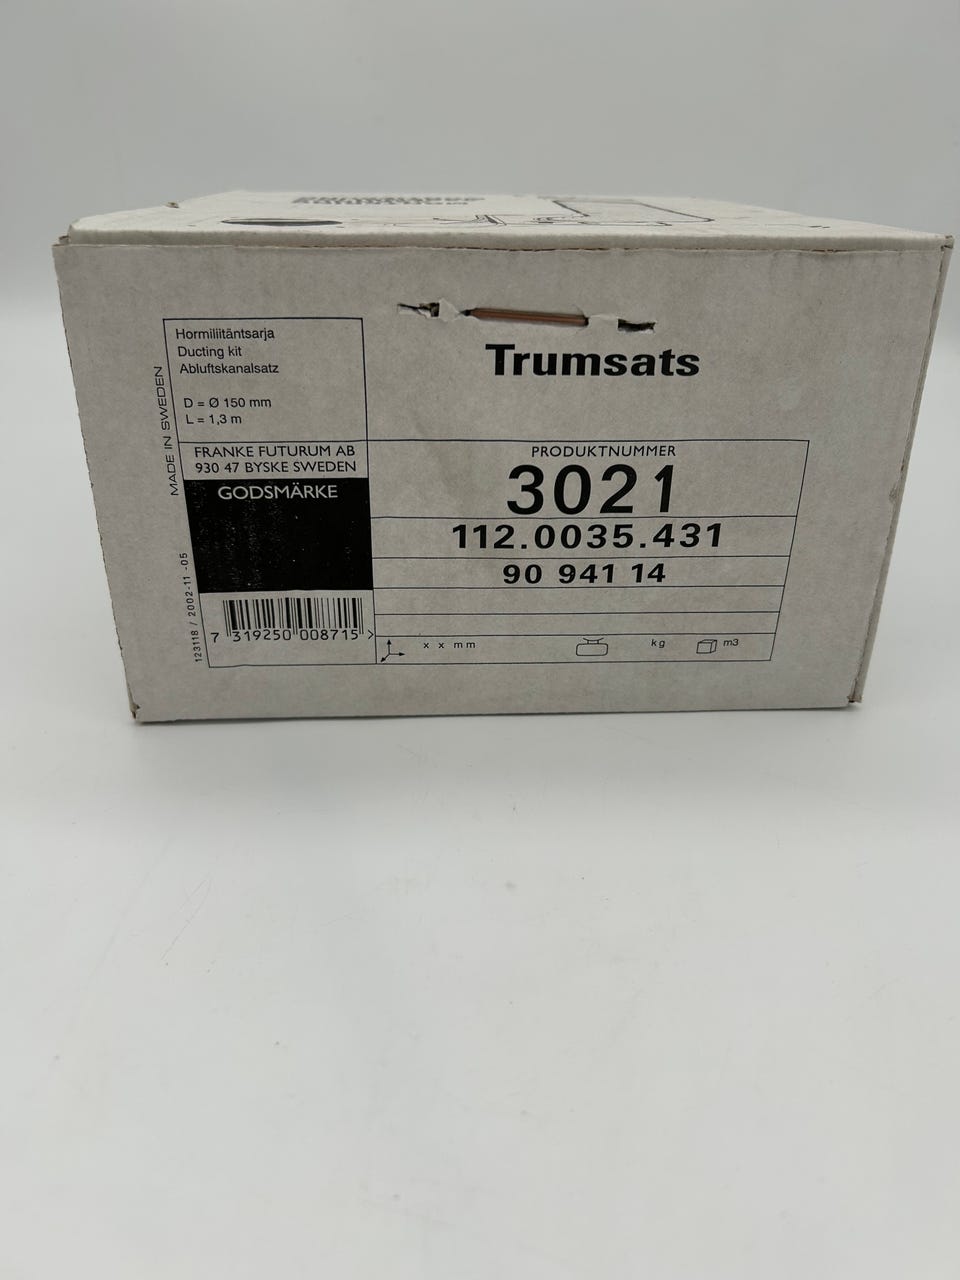 Trumsats
Hormiliitäntsarja
Ducting kit
Abluftskanalsatz
D = Ø 150 mm
L = 1,3 m
MADE IN SWEDEN
FRANKE FUTURUM AB
930 47 BYSKE SWEDEN
GODSMÄRKE
PRODUKTNUMMER
3021
112.0035.431
90 941 14
123118 / 2002-11 -05
7 319250 008715 >
x x mm
kg
m3